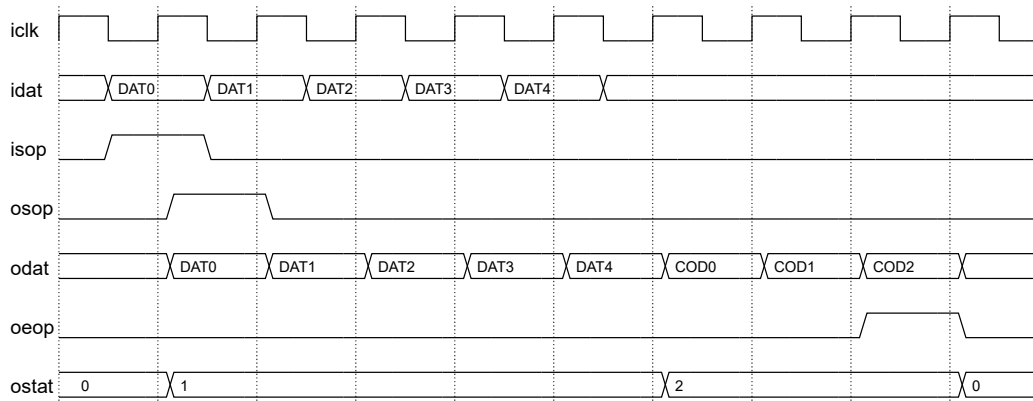 iclk
idat DAT0 DAT1 DAT2 DAT3 DAT4
isop
osop
odat DAT0 DAT1 DAT2 DAT3 DAT4 COD0 COD1 COD2
oeop
ostat 0 1 2 0